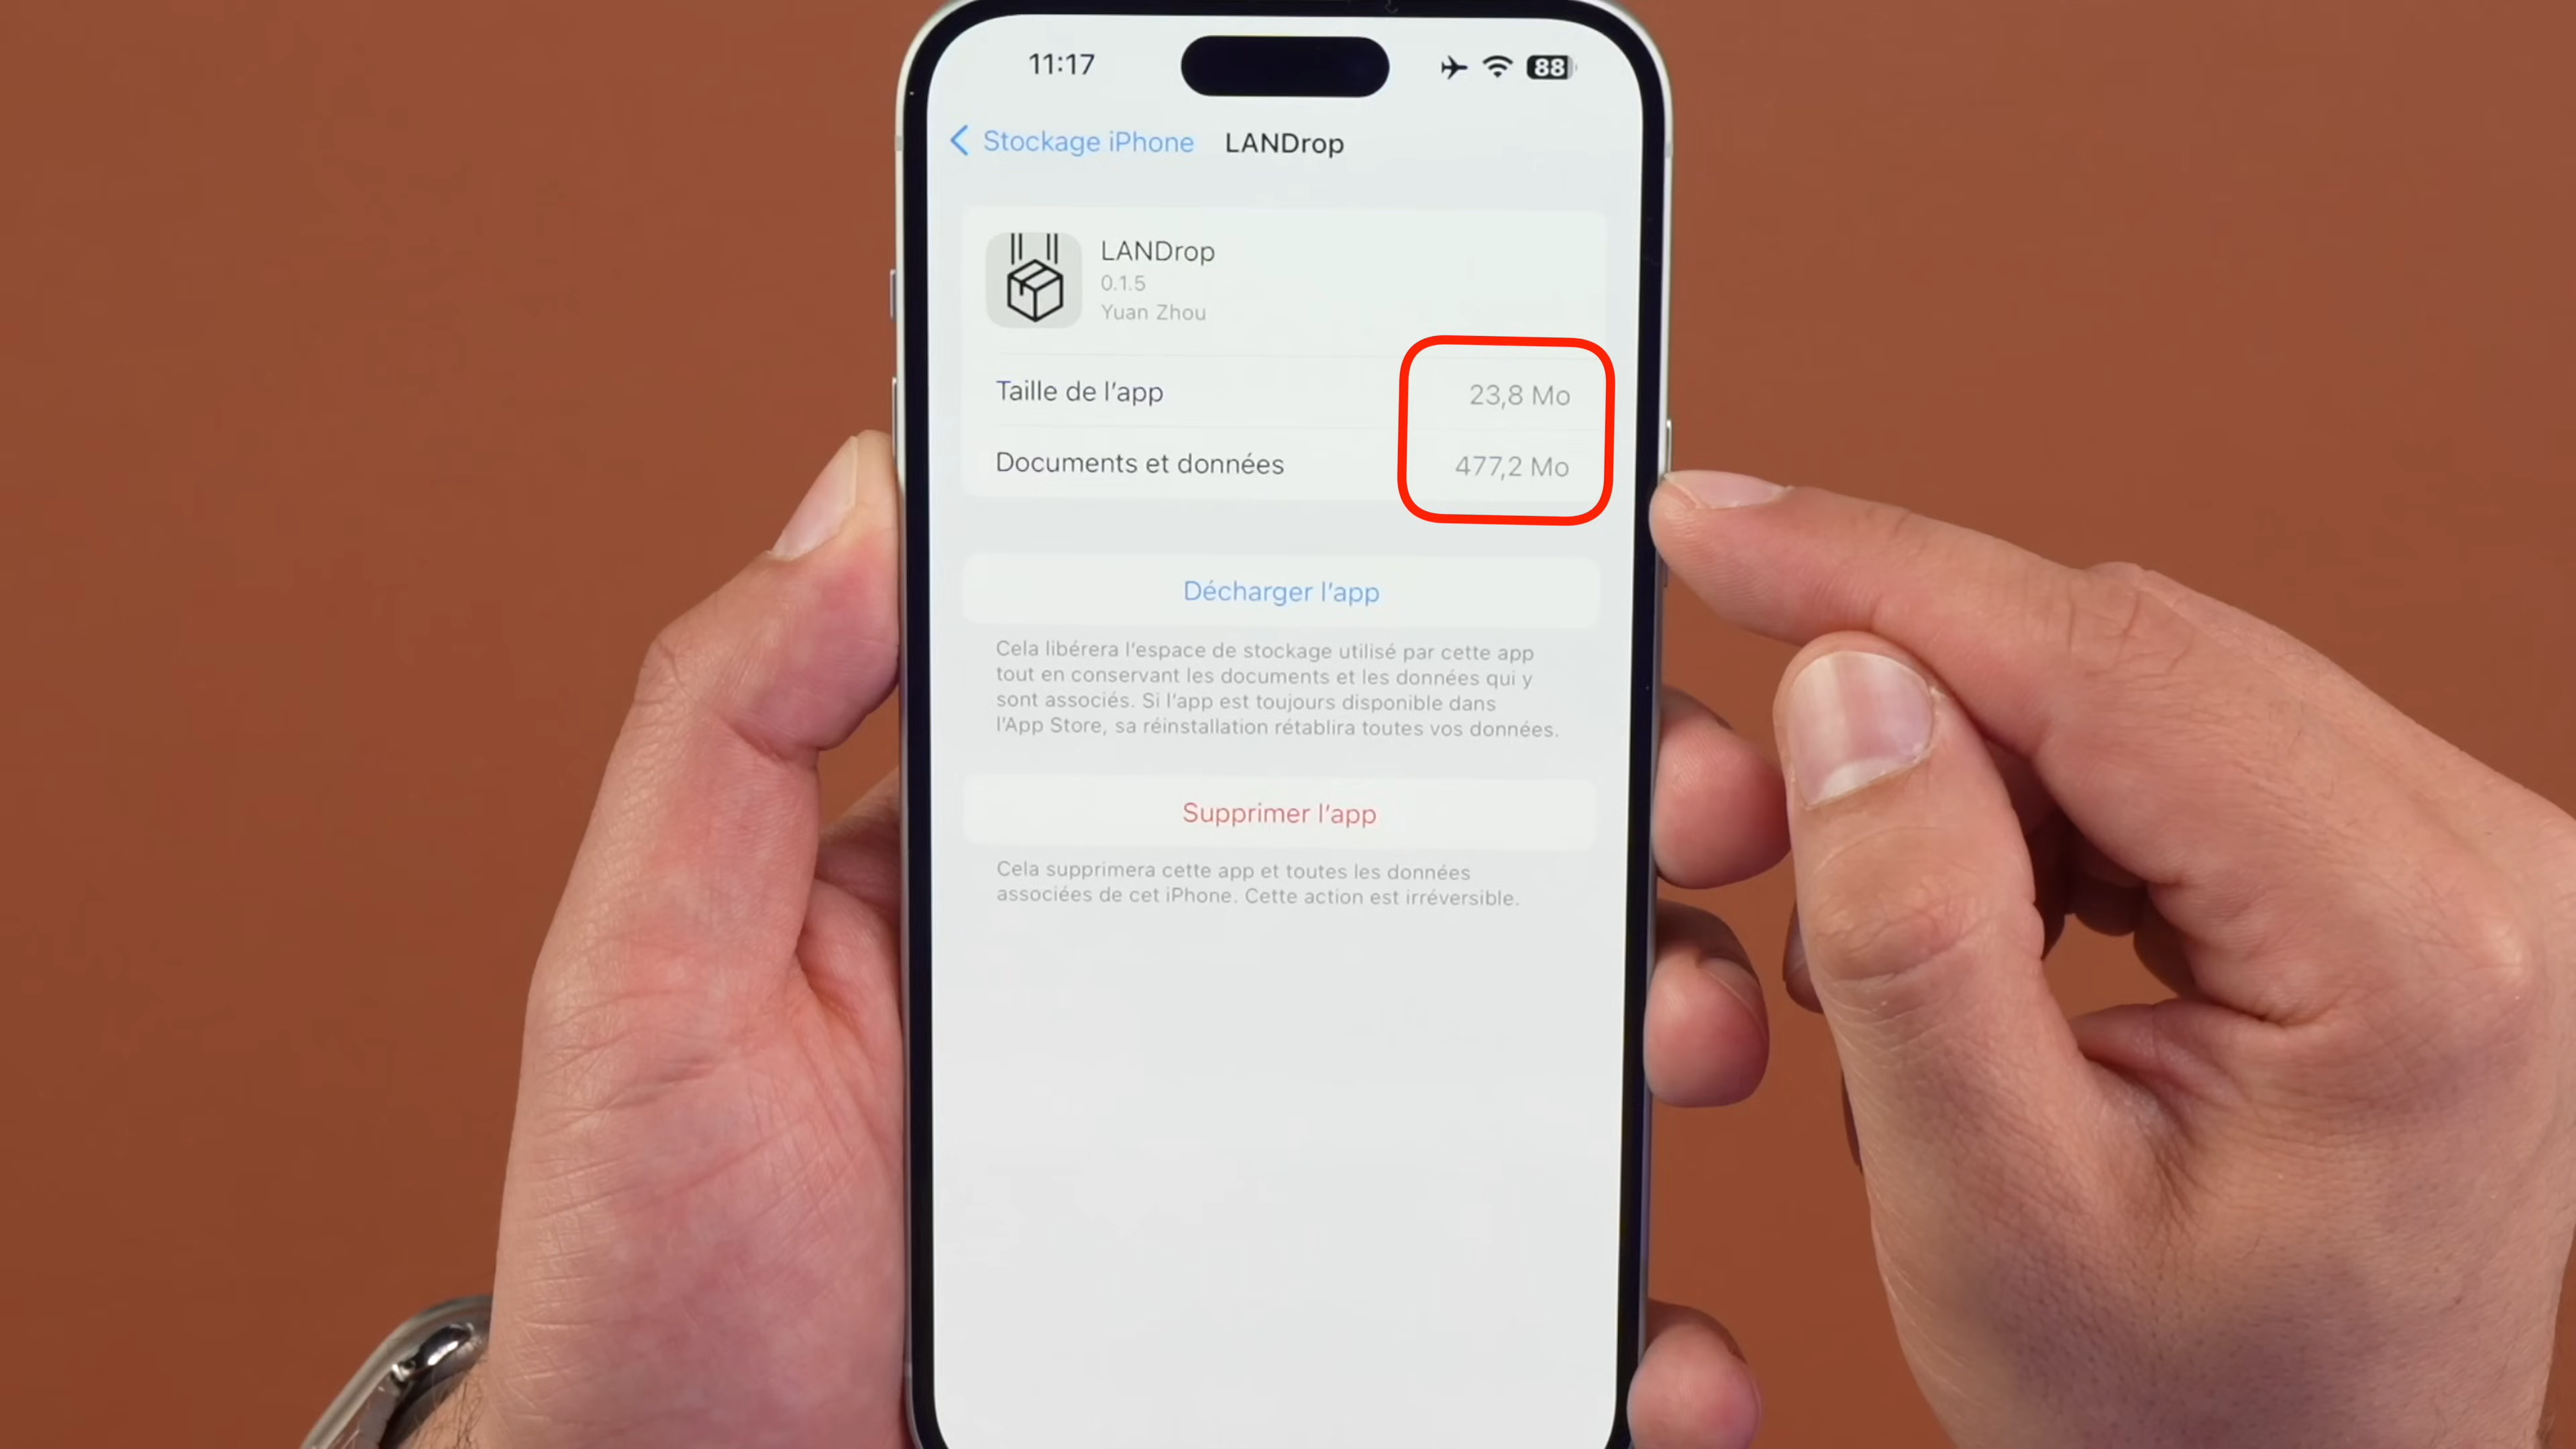 11:17
88
Stockage iPhone LANDrop
LANDrop
0.1.5
Yuan Zhou
Taille de l'app 23,8 Mo
Documents et données 477,2 Mo
Décharger l'app
Cela libérera l'espace de stockage utilisé par cette app
tout en conservant les documents et les données qui y
sont associés. Si l'app est toujours disponible dans
l'App Store, sa réinstallation rétablira toutes vos données.
Supprimer l'app
Cela supprimera cette app et toutes les données
associées de cet iPhone. Cette action est irréversible.